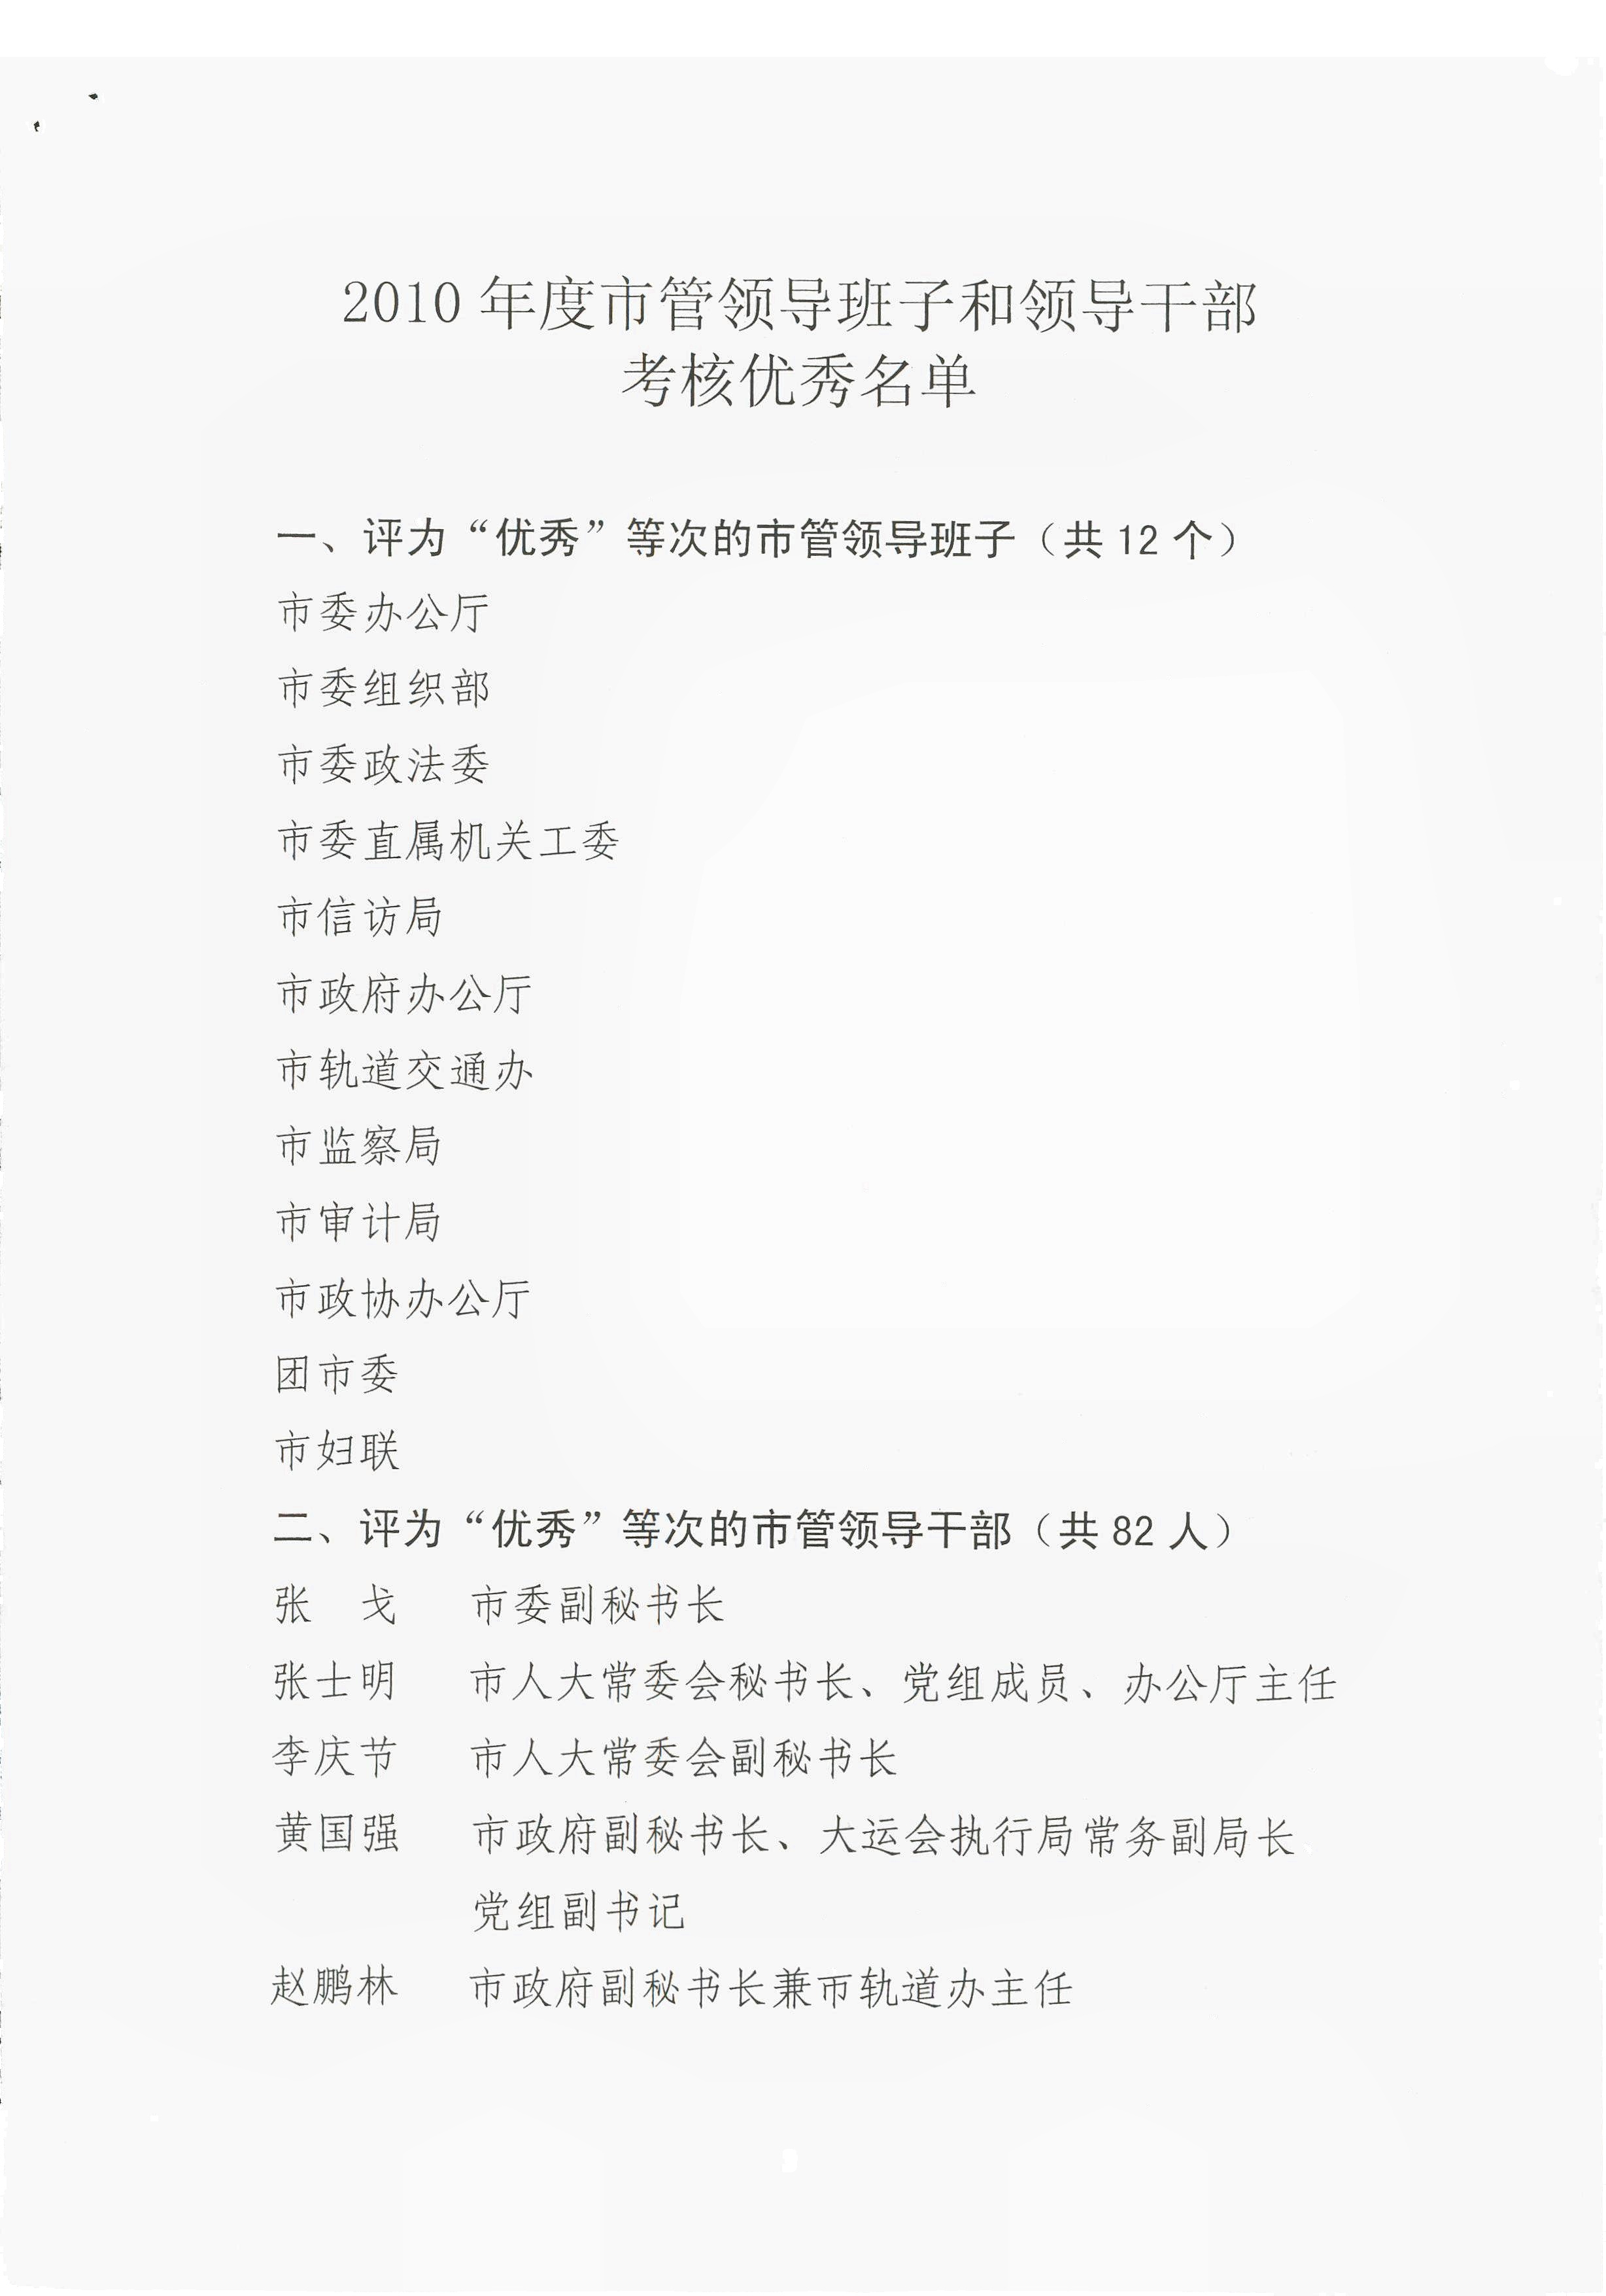 2010 年度市管领导班子和领导干部
考核优秀名单
一、评为“优秀”等次的市管领导班子（共 12 个）
市委办公厅
市委组织部
市委政法委
市委直属机关工委
市信访局
市政府办公厅
市轨道交通办
市监察局
市审计局
市政协办公厅
团市委
市妇联
二、评为“优秀”等次的市管领导干部（共 82 人）
张　戈　市委副秘书长
张士明　市人大常委会秘书长、党组成员、办公厅主任
李庆节　市人大常委会副秘书长
黄国强　市政府副秘书长、大运会执行局常务副局长
党组副书记
赵鹏林　市政府副秘书长兼市轨道办主任